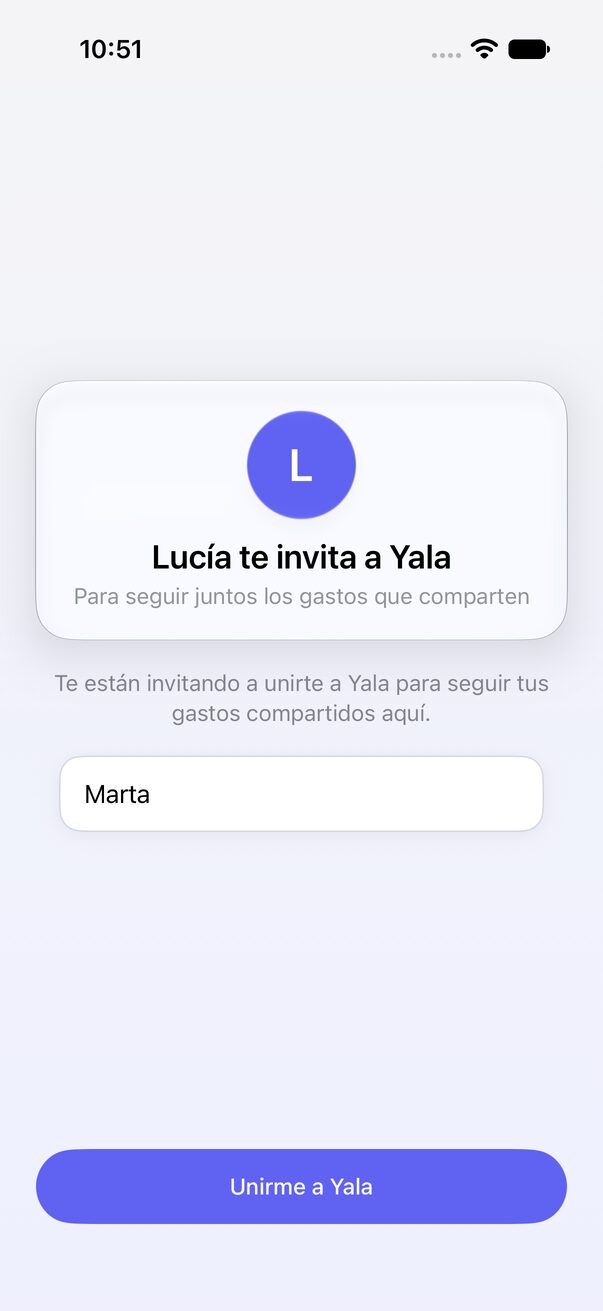 10:51
L
Lucía te invita a Yala
Para seguir juntos los gastos que comparten
Te están invitando a unirte a Yala para seguir tus
gastos compartidos aquí.
Marta
Unirme a Yala